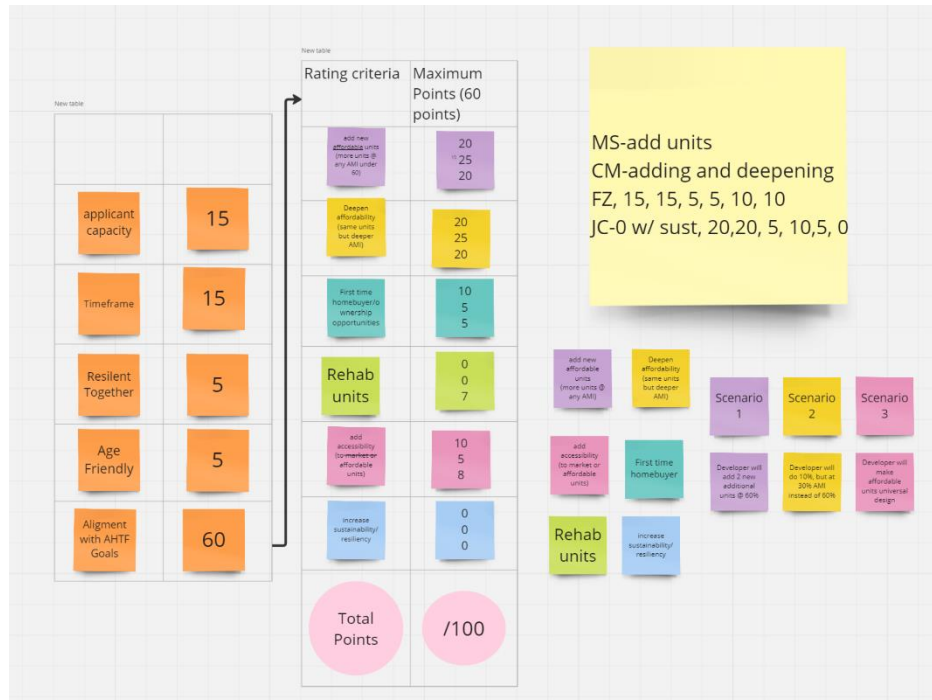 New table
applicant
capacity
15
Timeframe
15
Resilent
Together
5
Age
Friendly
5
Aligment
with AHTF
Goals
60
New table
Rating criteria
Maximum
Points (60
points)
add new
affordable units
(more units @
any AMI under
60)
20
25
20
Deepen
affordability
(same units
but deeper
AMI)
20
25
20
First time
homebuyer/o
wnership
opportunities
10
5
5
Rehab
units
0
0
7
add
accessibility
(to market or
affordable
units)
10
5
8
increase
sustainability/
resiliency
0
0
0
Total
Points
/100
MS-add units
CM-adding and deepening
FZ, 15, 15, 5, 5, 10, 10
JC-0 w/ sust, 20,20, 5, 10,5, 0
add new
affordable
units
(more units @
any AMI)
Deepen
affordability
(same units
but deeper
AMI)
add
accessibility
(to market or
affordable
units)
First time
homebuyer
Rehab
units
increase
sustainability/
resiliency
Scenario
1
Scenario
2
Scenario
3
Developer will
add 2 new
additional
units @ 60%
Developer will
do 10%, but at
30% AMI
instead of 60%
Developer will
make
affordable
units universal
design